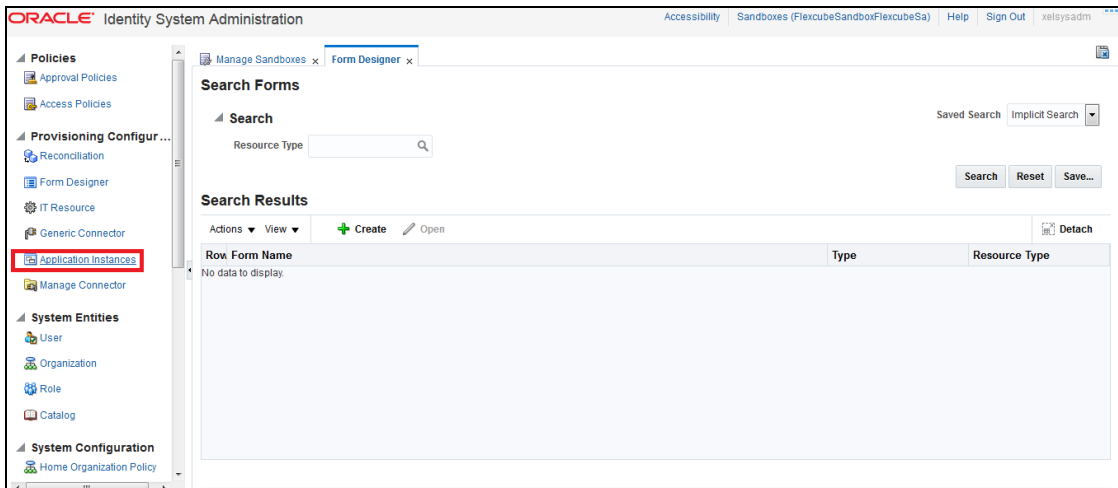 ORACLE® Identity System Administration
Accessibility Sandboxes (FlexcubeSandboxFlexcubeSa) Help Sign Out xelsysadm
Policies
Approval Policies
Access Policies
Provisioning Configur...
Reconciliation
Form Designer
IT Resource
Generic Connector
Application Instances
Manage Connector
System Entities
User
Organization
Role
Catalog
System Configuration
Home Organization Policy
Manage Sandboxes x Form Designer x
Search Forms
Search
Saved Search Implicit Search
Resource Type
Search Reset Save...
Search Results
Actions View Create Open Detach
Row Form Name Type Resource Type
No data to display.